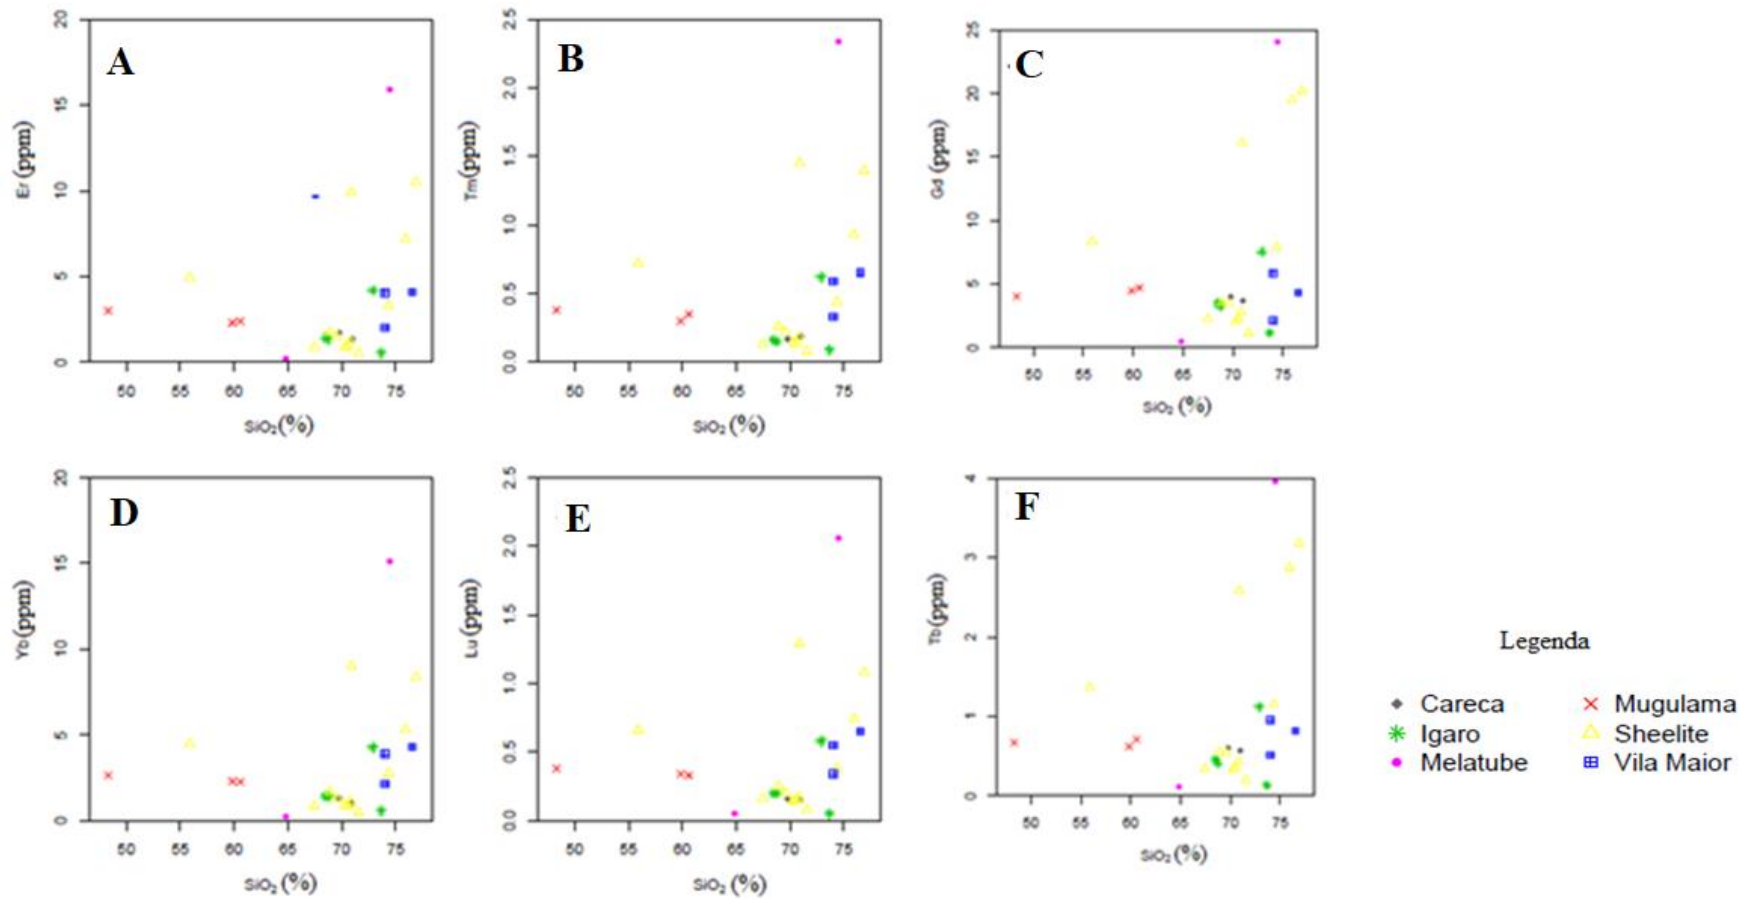 A
Er (ppm)
20
15
10
5
0
50 55 60 65 70 75
SiO₂(%)
B
Tm(ppm)
2.5
2.0
1.5
1.0
0.5
0.0
50 55 60 65 70 75
SiO₂(%)
C
Gd (ppm)
25
20
15
10
5
0
50 55 60 65 70 75
SiO₂ (%)
D
Yb(ppm)
20
15
10
5
0
50 55 60 65 70 75
SiO₂(%)
E
Lu (ppm)
2.5
2.0
1.5
1.0
0.5
0.0
50 55 60 65 70 75
SiO₂(%)
F
Tb(ppm)
4
3
2
1
0
50 55 60 65 70 75
SiO₂ (%)
Legenda
Careca
Mugulama
Igaro
Sheelite
Melatube
Vila Maior